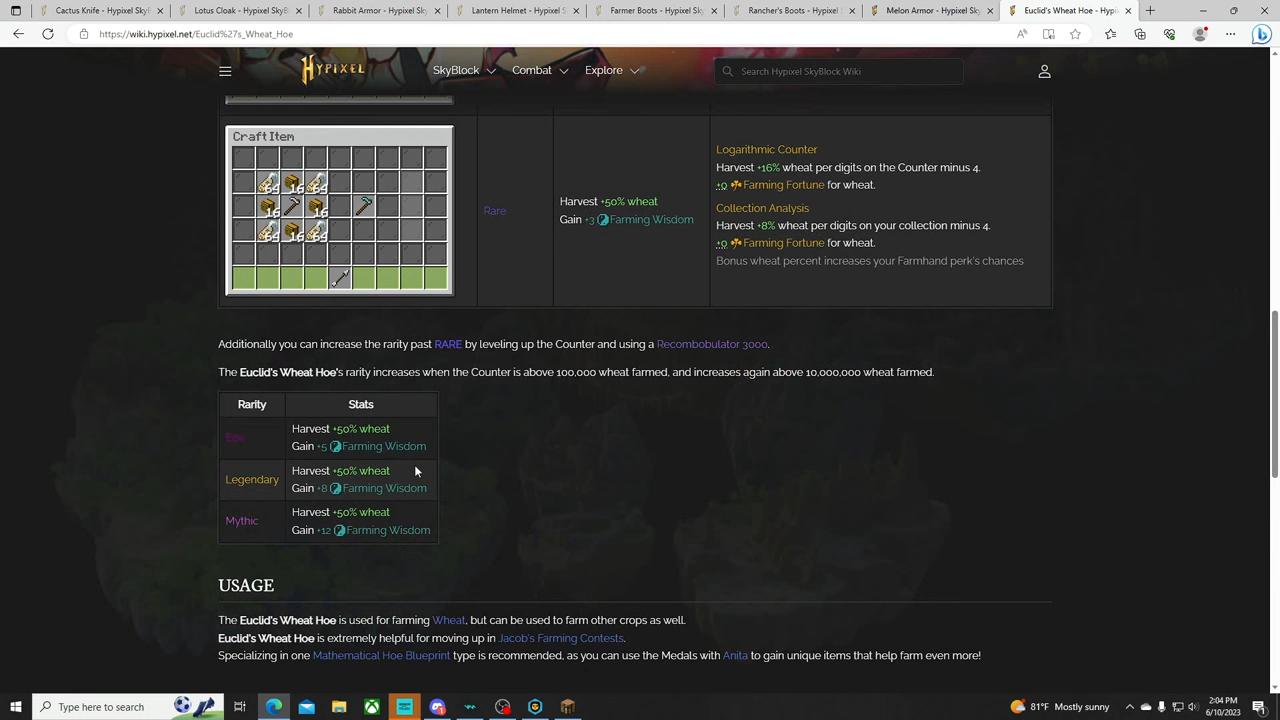 Cactus Knife - Hypixel SkyBl
Lotus Cloak - Hypixel SkyBl
Rabbit Armor - Hypixel SkyB
Lantern Helmet - Hypixel S
Farmer Boots - Hypixel Sky
Rancher's Boots - Hypixel S
Melon Armor - Hypixel Sky
Euclid's Wheat Hoe - Hypi
https://wiki.hypixel.net/Euclid%27s_Wheat_Hoe
HYPIXEL
SkyBlock
Combat
Explore
Search Hypixel SkyBlock Wiki
Craft Item
64 16 64
16 16
64 16 64
Rare
Harvest +50% wheat
Gain +3 Farming Wisdom
Logarithmic Counter
Harvest +16% wheat per digits on the Counter minus 4.
+0 Farming Fortune for wheat.
Collection Analysis
Harvest +8% wheat per digits on your collection minus 4.
+0 Farming Fortune for wheat.
Bonus wheat percent increases your Farmhand perk's chances
Additionally you can increase the rarity past RARE by leveling up the Counter and using a Recombobulator 3000.
The Euclid's Wheat Hoe's rarity increases when the Counter is above 100,000 wheat farmed, and increases again above 10,000,000 wheat farmed.
Rarity Stats
Epic
Harvest +50% wheat
Gain +5 Farming Wisdom
Legendary
Harvest +50% wheat
Gain +8 Farming Wisdom
Mythic
Harvest +50% wheat
Gain +12 Farming Wisdom
USAGE
The Euclid's Wheat Hoe is used for farming Wheat, but can be used to farm other crops as well.
Euclid's Wheat Hoe is extremely helpful for moving up in Jacob's Farming Contests.
Specializing in one Mathematical Hoe Blueprint type is recommended, as you can use the Medals with Anita to gain unique items that help farm even more!
Type here to search
81°F Mostly sunny
2:04 PM
6/10/2023